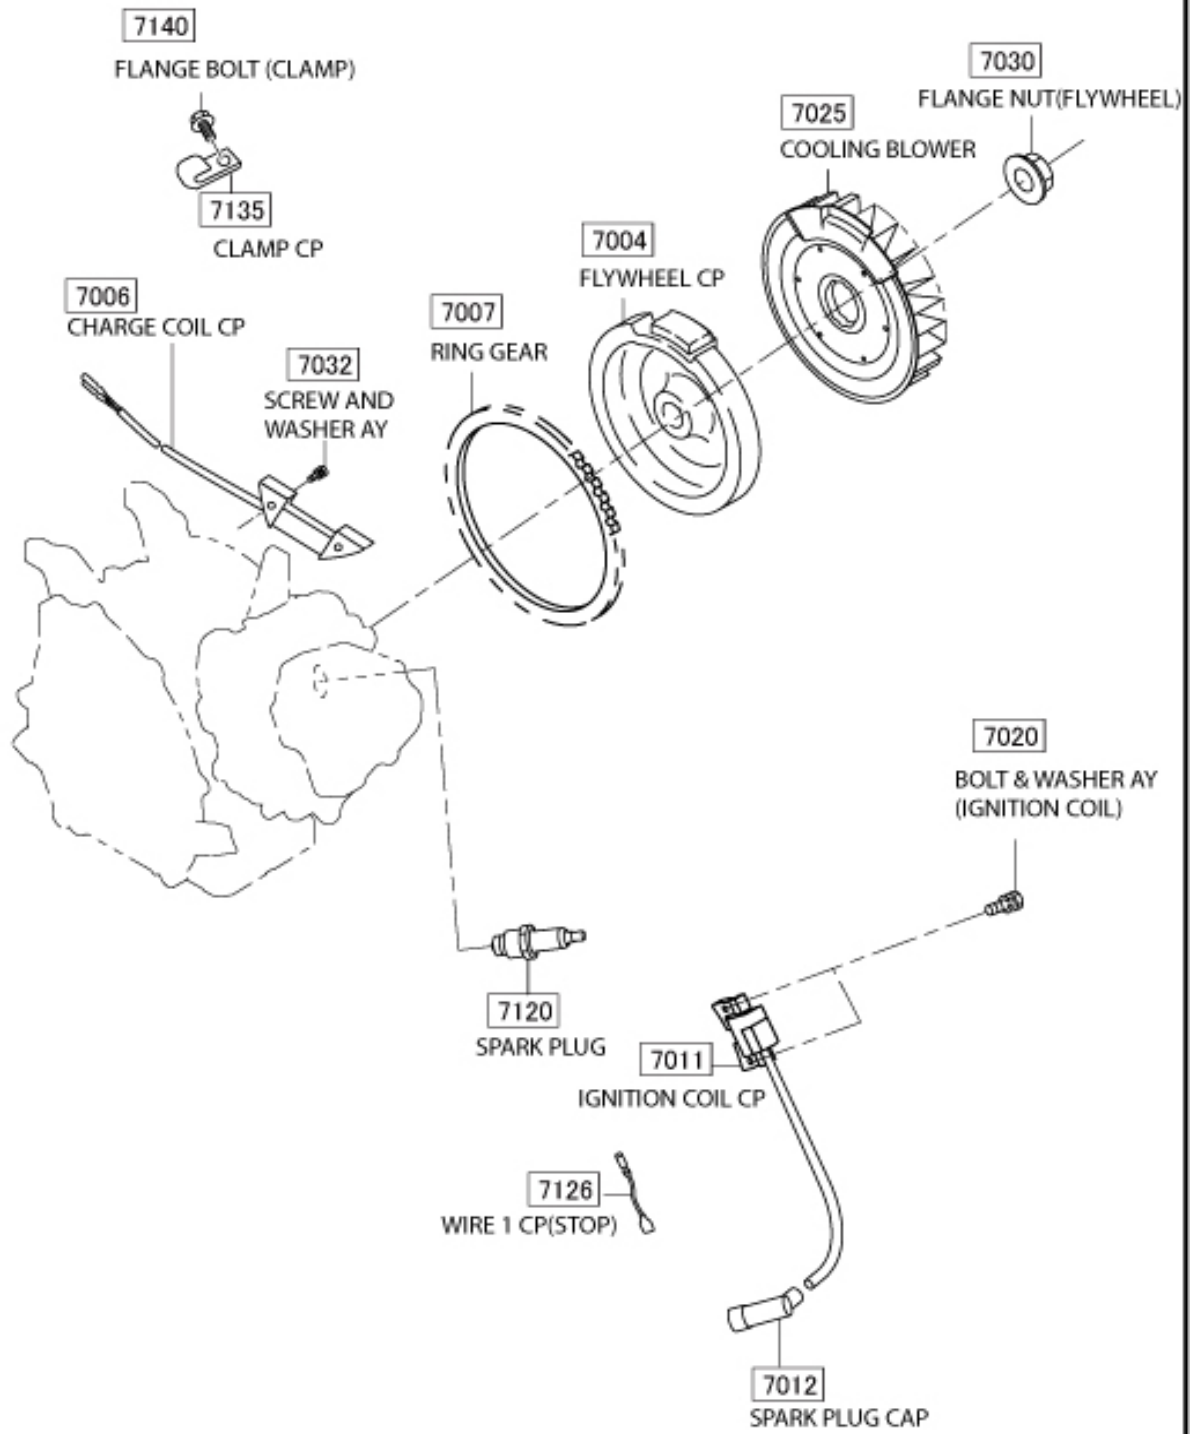 7140
FLANGE BOLT (CLAMP)
7030
FLANGE NUT(FLYWHEEL)
7025
COOLING BLOWER
7135
CLAMP CP
7004
FLYWHEEL CP
7006
CHARGE COIL CP
7007
RING GEAR
7032
SCREW AND
WASHER AY
7020
BOLT & WASHER AY
(IGNITION COIL)
7120
SPARK PLUG
7011
IGNITION COIL CP
7126
WIRE 1 CP(STOP)
7012
SPARK PLUG CAP